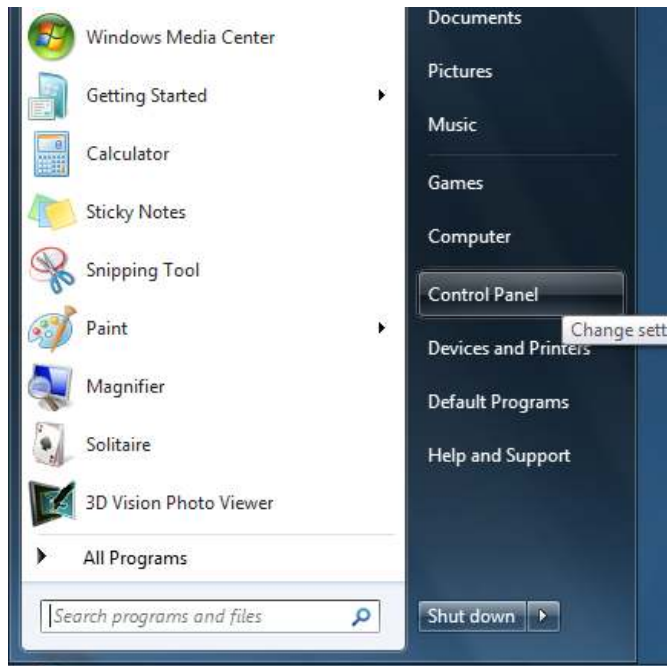 Windows Media Center
Getting Started
Calculator
Sticky Notes
Snipping Tool
Paint
Magnifier
Solitaire
3D Vision Photo Viewer
All Programs
Search programs and files
Documents
Pictures
Music
Games
Computer
Control Panel
Change sett
Devices and Printers
Default Programs
Help and Support
Shut down